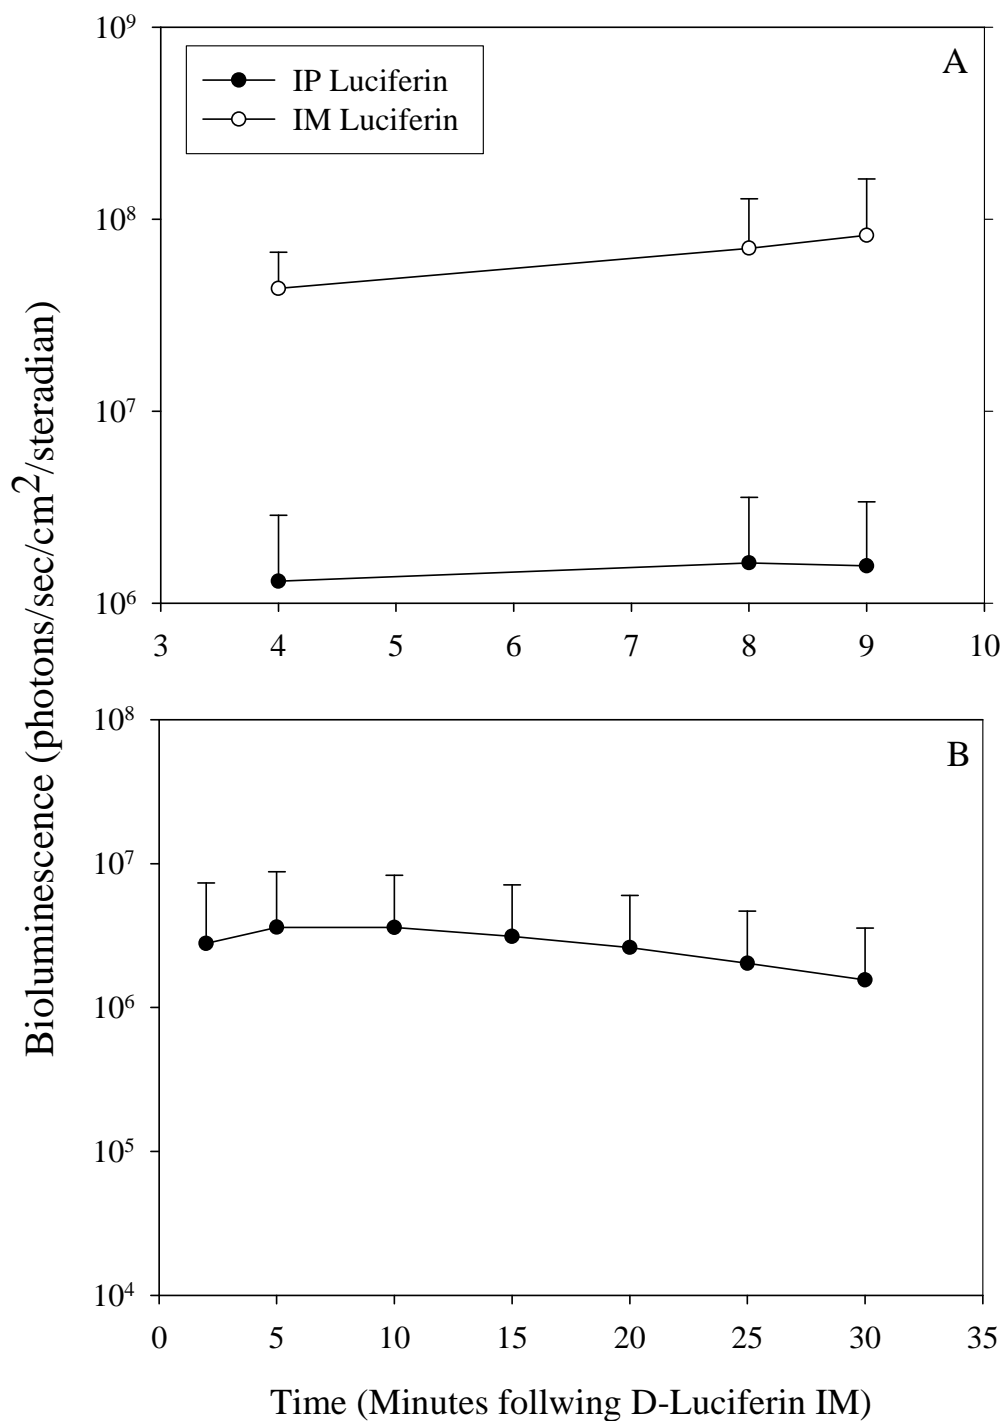 10⁹
A
IP Luciferin
IM Luciferin
10⁸
10⁷
10⁶
3 4 5 6 7 8 9 10
Bioluminescence (photons/sec/cm²/steradian)
10⁸
B
10⁷
10⁶
10⁵
10⁴
0 5 10 15 20 25 30 35
Time (Minutes follwing D-Luciferin IM)